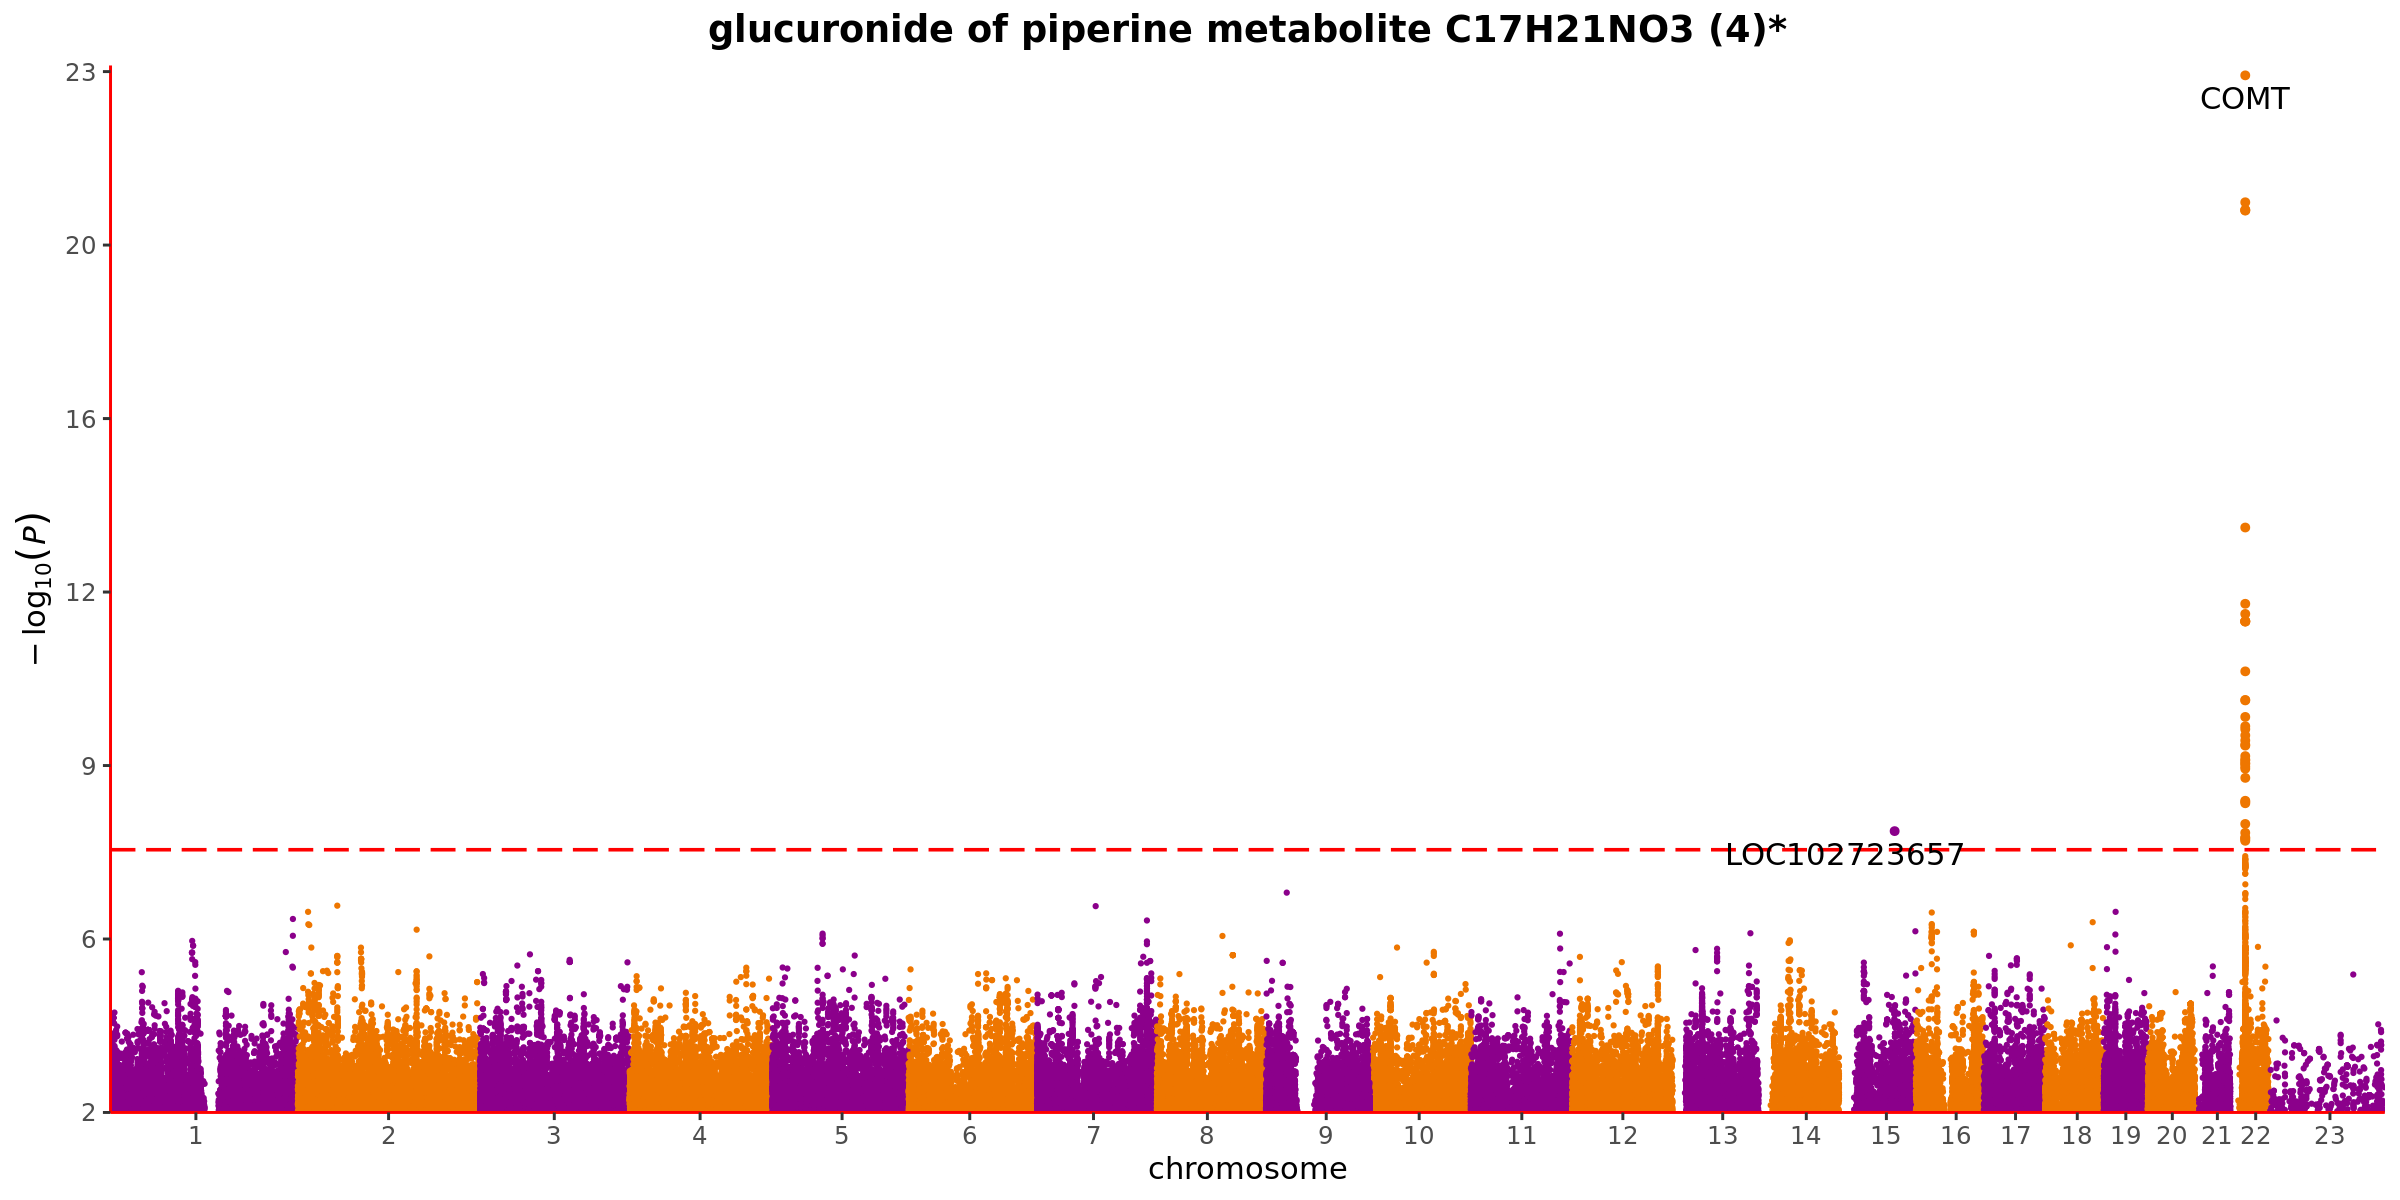 glucuronide of piperine metabolite C17H21NO3 (4)*
23
COMT
20
16
12
− log10(P)
9
LOC102723657
6
2
1 2 3 4 5 6 7 8 9 10 11 12 13 14 15 16 17 18 19 20 21 22 23
chromosome